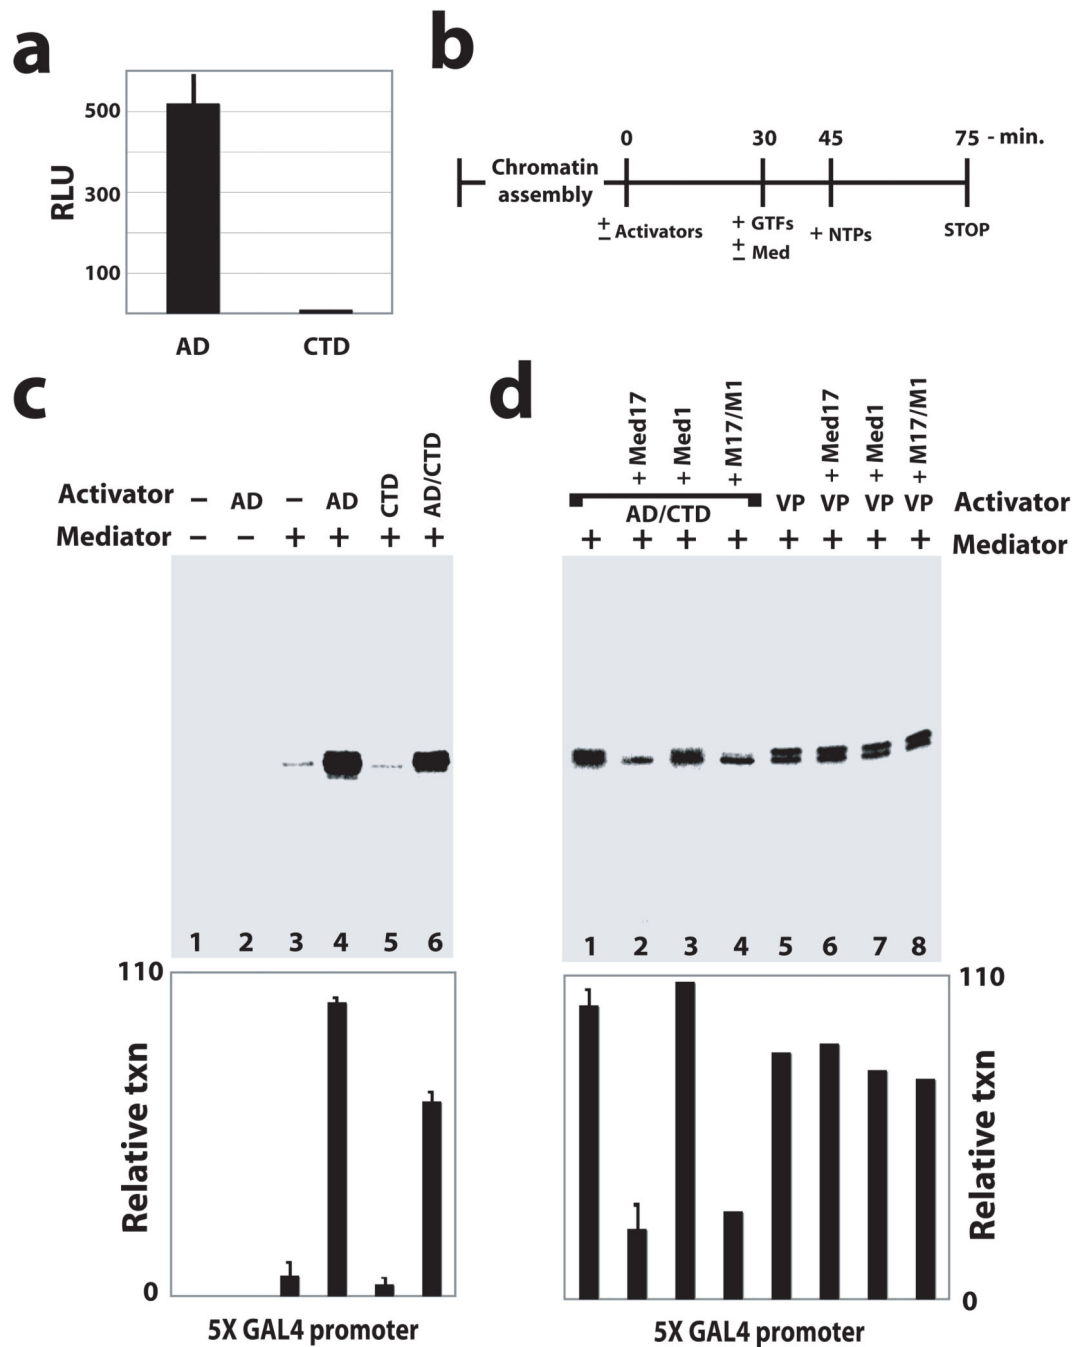 a
500
300
100
RLU
AD CTD
b
0 30 45 75 - min.
Chromatin
assembly
± Activators
+ GTFs
± Med
+ NTPs
STOP
c
Activator – AD – AD CTD AD/CTD
Mediator – – + + + +
1 2 3 4 5 6
110
0
Relative txn
5X GAL4 promoter
d
+ Med17 + Med1 + M17/M1 + Med17 + Med1 + M17/M1
AD/CTD VP VP VP VP Activator
+ + + + + + + + Mediator
1 2 3 4 5 6 7 8
110
0
Relative txn
5X GAL4 promoter